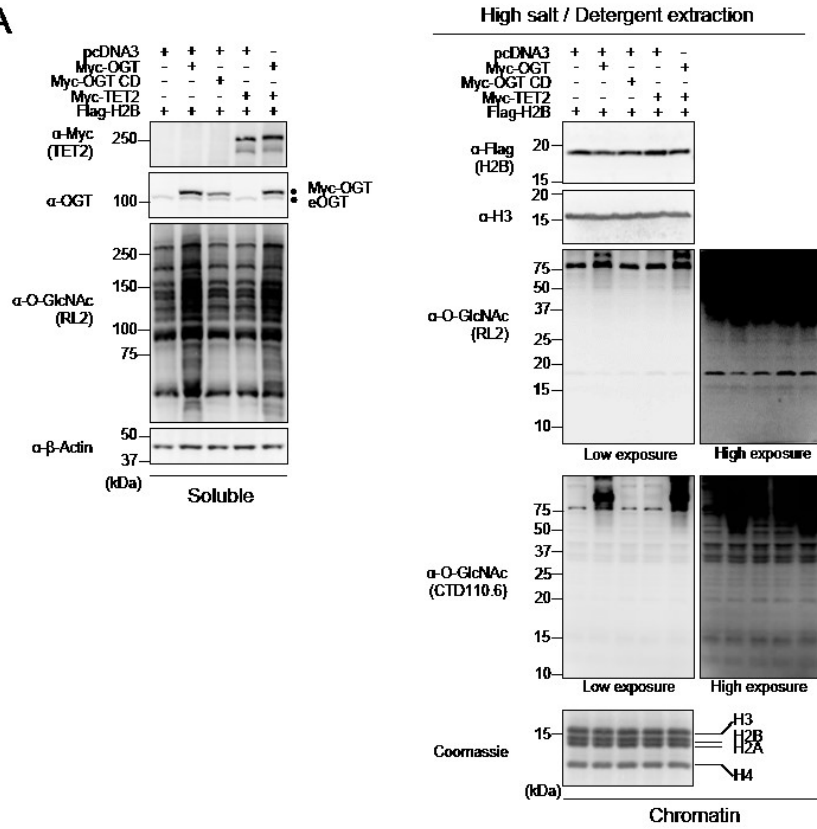 A
pcDNA3 + + + + -
Myc-OGT - + - - +
Myc-OGT CD - - + - -
Myc-TET2 - - - + +
Flag-H2B + + + + +
α-Myc
(TET2)
250
α-OGT
100
Myc-OGT
eOGT
α-O-GlcNAc
(RL2)
250
150
100
75
α-β-Actin
50
37
(kDa)
Soluble
High salt / Detergent extraction
pcDNA3 + + + + -
Myc-OGT - + - - +
Myc-OGT CD - - + - -
Myc-TET2 - - - + +
Flag-H2B + + + + +
α-Flag
(H2B)
20
15
α-H3
20
15
α-O-GlcNAc
(RL2)
75
50
37
25
20
15
10
Low exposure
High exposure
α-O-GlcNAc
(CTD110.6)
75
50
37
25
20
15
10
Low exposure
High exposure
Coomassie
15
H3
H2B
H2A
H4
(kDa)
Chromatin